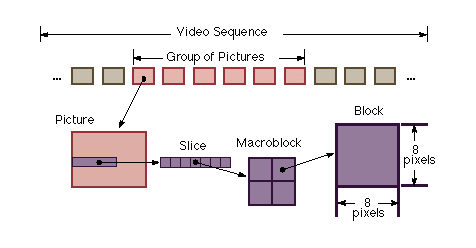 Video Sequence
Group of Pictures
...
...
Picture
Slice
Macroblock
Block
8
pixels
8
pixels